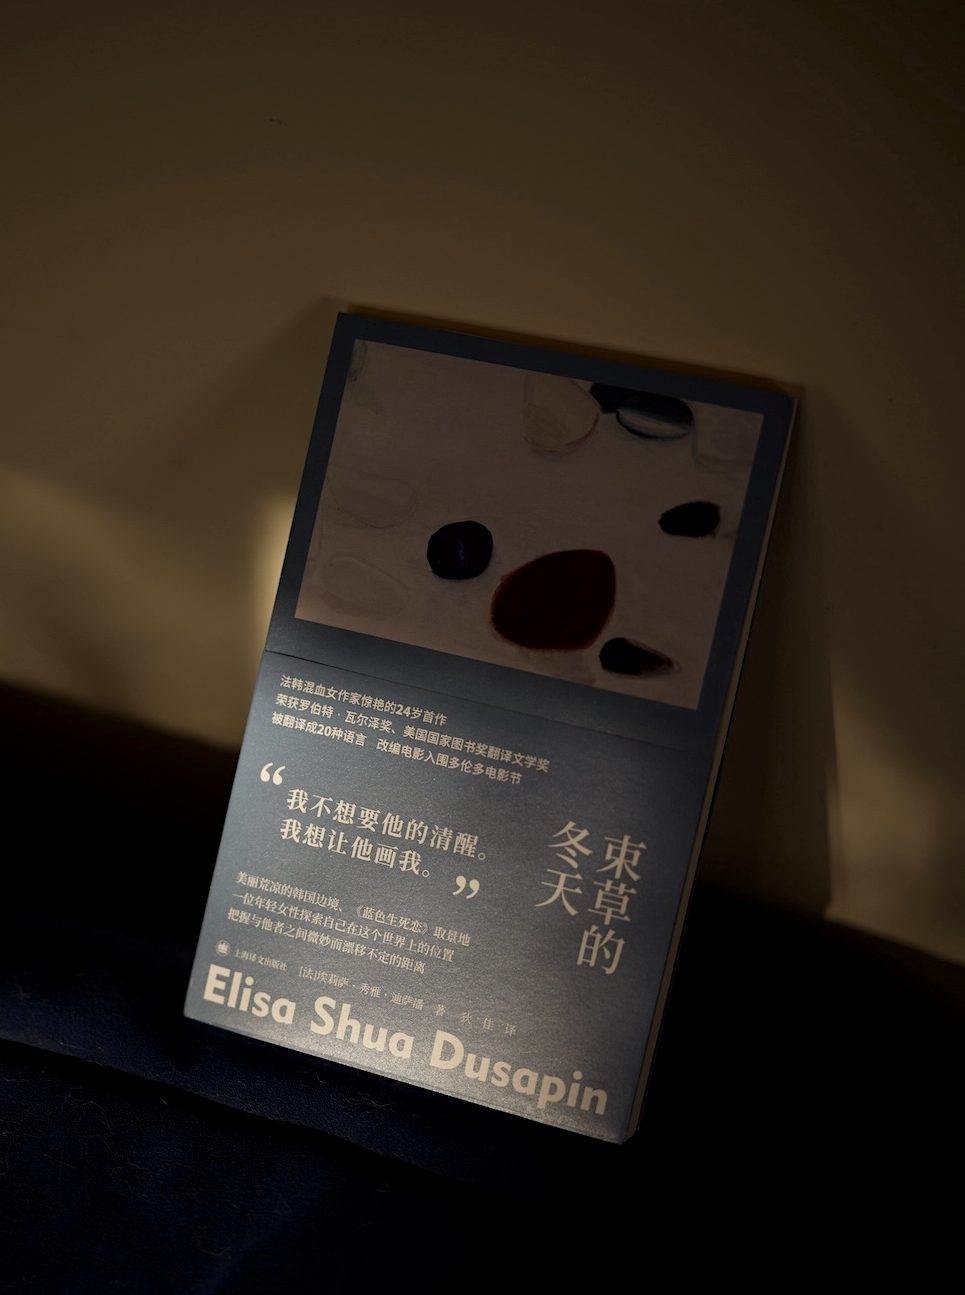 法韩混血女作家惊艳的24岁首作
荣获罗伯特·瓦尔泽奖、美国国家图书奖翻译文学奖
被翻译成20种语言 改编电影入围多伦多电影节
“我不想要他的清醒。
我想让他画我。”
束草的
冬天
美丽荒凉的韩国边境、《蓝色生死恋》取景地
一位年轻女性探索自己在这个世界上的位置
把握与他者之间微妙而漂移不定的距离
上海译文出版社
[法]埃莉萨·秀雅·迪萨潘 著 狄佳 译
Elisa Shua Dusapin